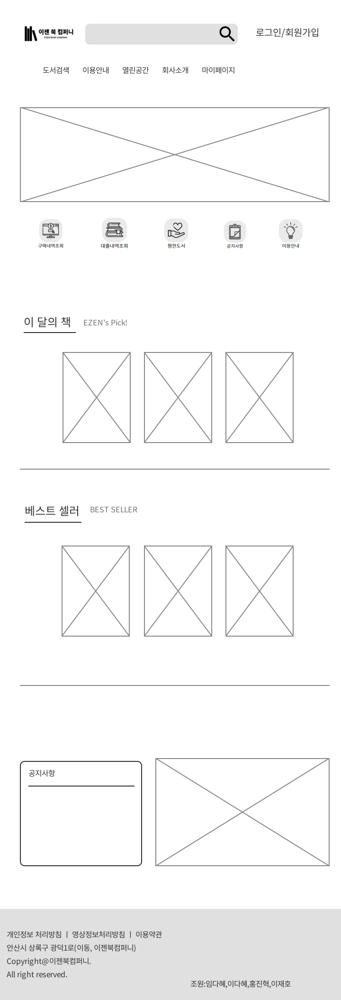 이젠 북 컴퍼니
EZEN BOOK COMPANY.
로그인/회원가입
도서검색 이용안내 열린공간 회사소개 마이페이지
구매내역조회 대출내역조회 찜한도서 공지사항 이용안내
이 달의 책 EZEN's Pick!
베스트 셀러 BEST SELLER
공지사항
개인정보 처리방침 ㅣ 영상정보처리방침 ㅣ 이용약관
안산시 상록구 광덕1로(이동, 이젠북컴퍼니)
Copyright@이젠북컴퍼니.
All right reserved.
조원:임다혜,이다혜,홍진혁,이재호